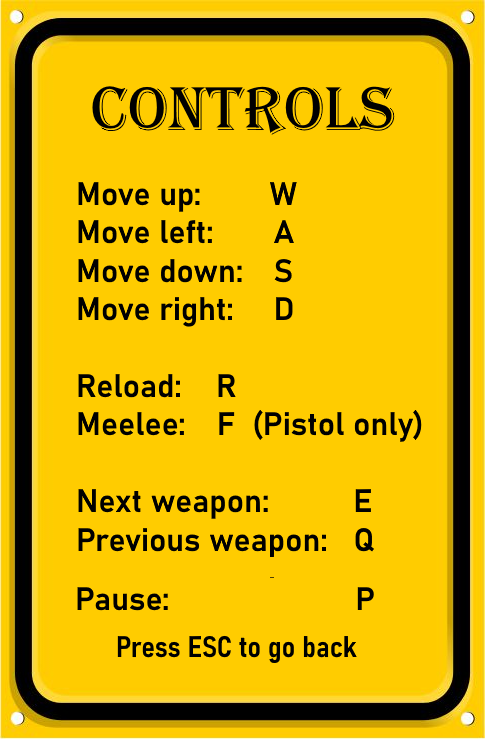 CONTROLS
Move up: W
Move left: A
Move down: S
Move right: D
Reload: R
Meelee: F (Pistol only)
Next weapon: E
Previous weapon: Q
Pause: P
Press ESC to go back